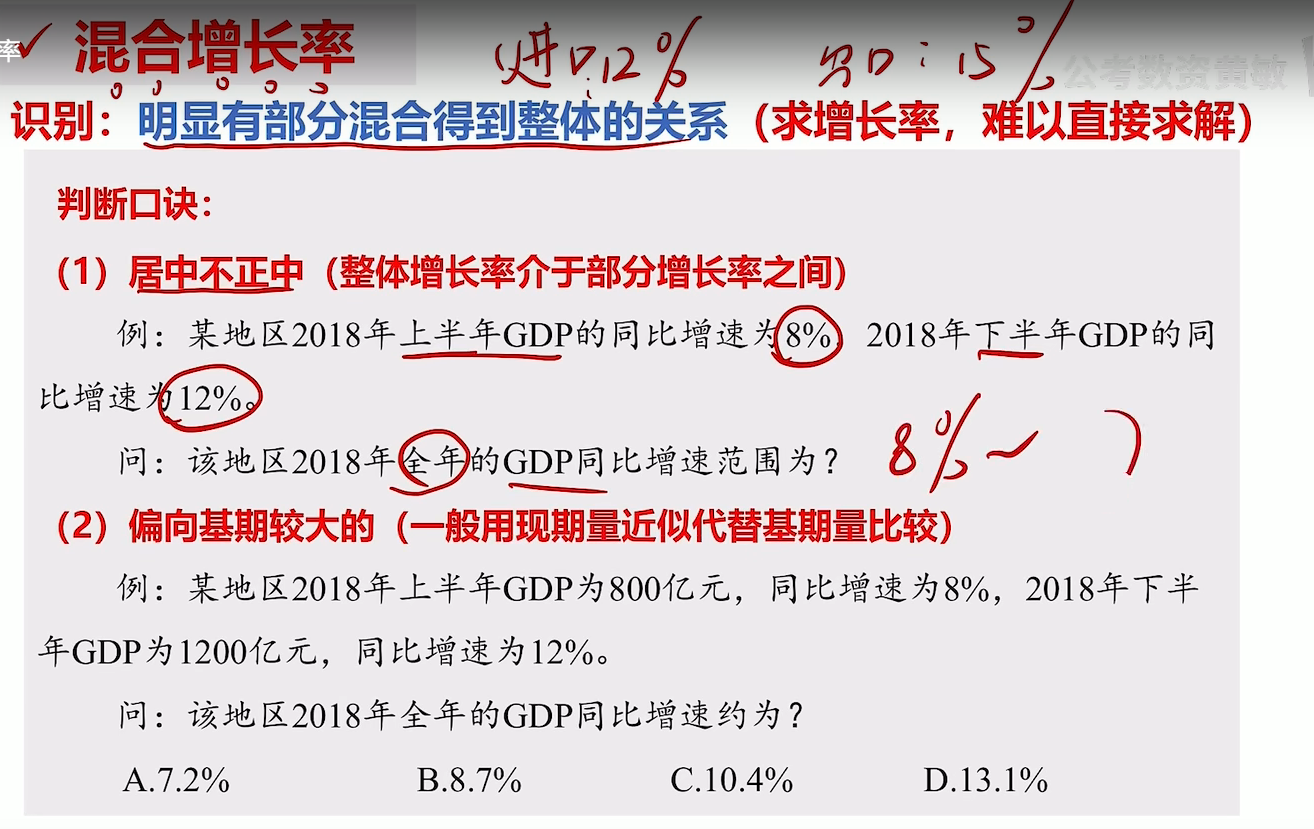 率
混合增长率 进口:12% 出口:15%
公考数资黄敏
识别：明显有部分混合得到整体的关系（求增长率，难以直接求解）
判断口诀：
（1）居中不正中（整体增长率介于部分增长率之间）
例：某地区2018年上半年GDP的同比增速为8%，2018年下半年GDP的同
比增速为12%。
问：该地区2018年全年的GDP同比增速范围为？ 8%~
（2）偏向基期较大的（一般用现期量近似代替基期量比较）
例：某地区2018年上半年GDP为800亿元，同比增速为8%，2018年下半
年GDP为1200亿元，同比增速为12%。
问：该地区2018年全年的GDP同比增速约为？
A.7.2% B.8.7% C.10.4% D.13.1%